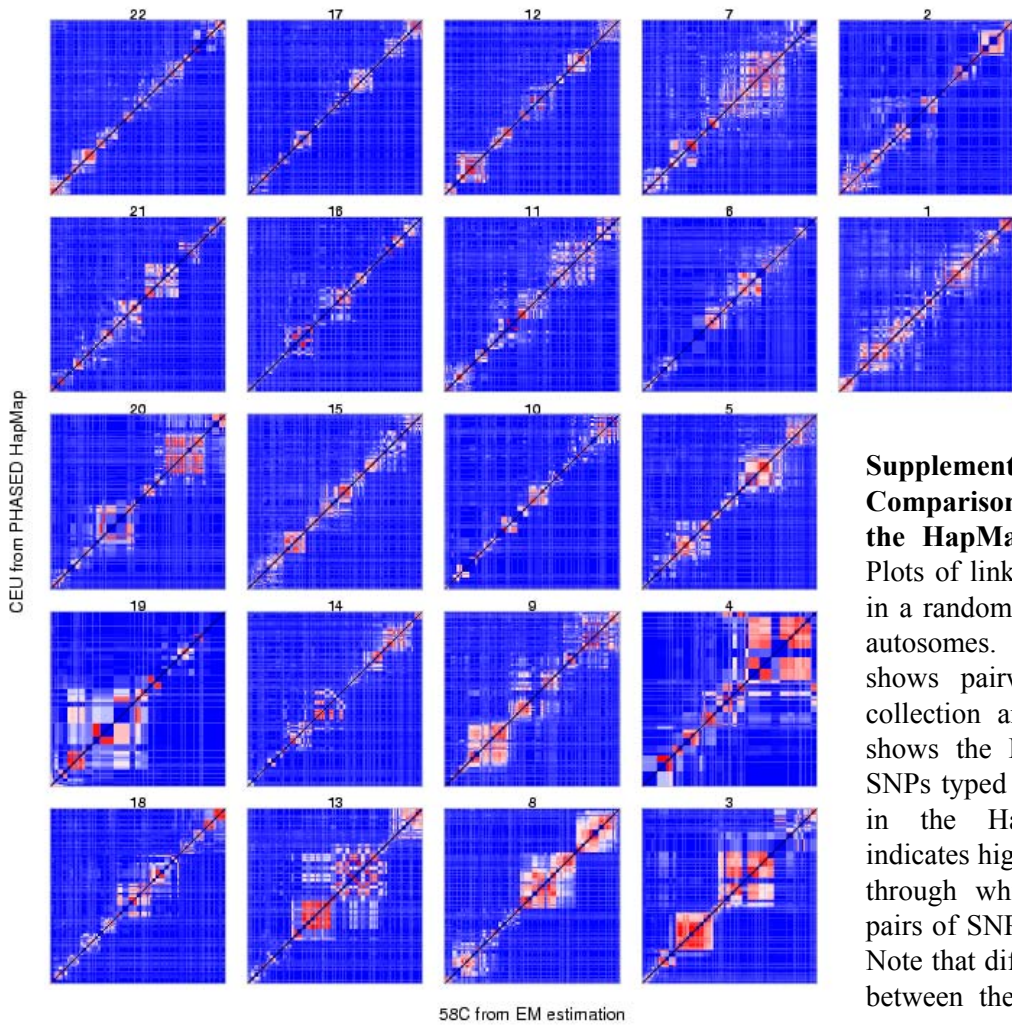 22 17 12 7 2
21 16 11 6 1
20 15 10 5
19 14 9 4
18 13 8 3
CEU from PHASED HapMap
58C from EM estimation
Supplement
Comparison
the HapMa
Plots of link
in a random
autosomes.
shows pairw
collection a
shows the
SNPs typed
in the Ha
indicates hig
through wh
pairs of SNP
Note that dif
between the